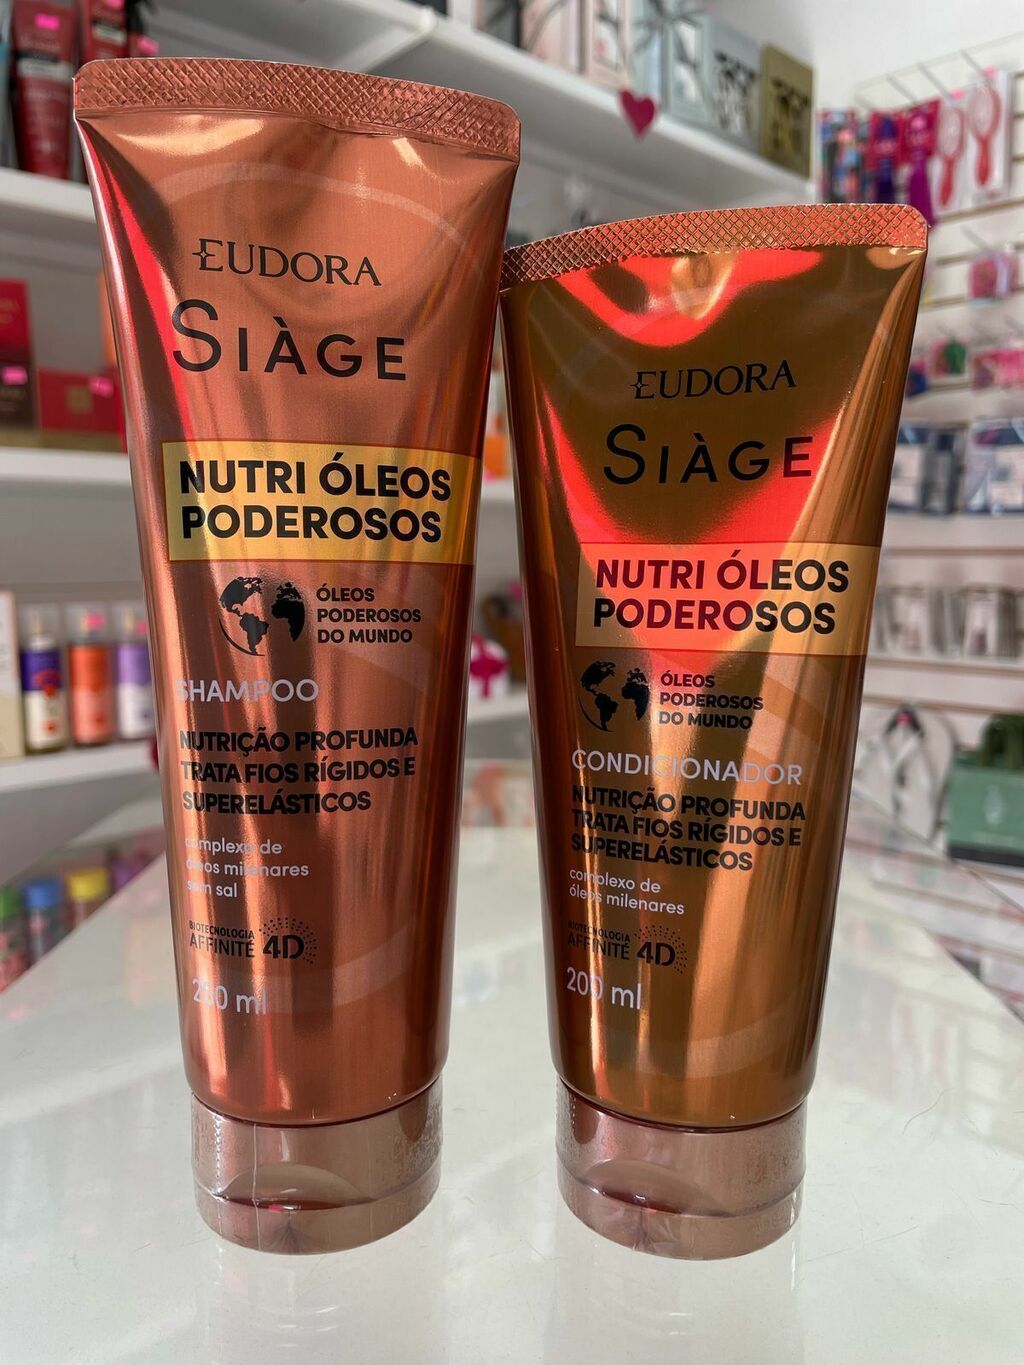 EUDORA
SIÀGE
NUTRI ÓLEOS
PODEROSOS
ÓLEOS
PODEROSOS
DO MUNDO
SHAMPOO
NUTRIÇÃO PROFUNDA
TRATA FIOS RÍGIDOS E
SUPERELÁSTICOS
complexo de
óleos milenares
sem sal
BIOTECNOLOGIA
AFFINITÉ 4D
250 ml
EUDORA
SIÀGE
NUTRI ÓLEOS
PODEROSOS
ÓLEOS
PODEROSOS
DO MUNDO
CONDICIONADOR
NUTRIÇÃO PROFUNDA
TRATA FIOS RÍGIDOS E
SUPERELÁSTICOS
complexo de
óleos milenares
BIOTECNOLOGIA
AFFINITÉ 4D
200 ml